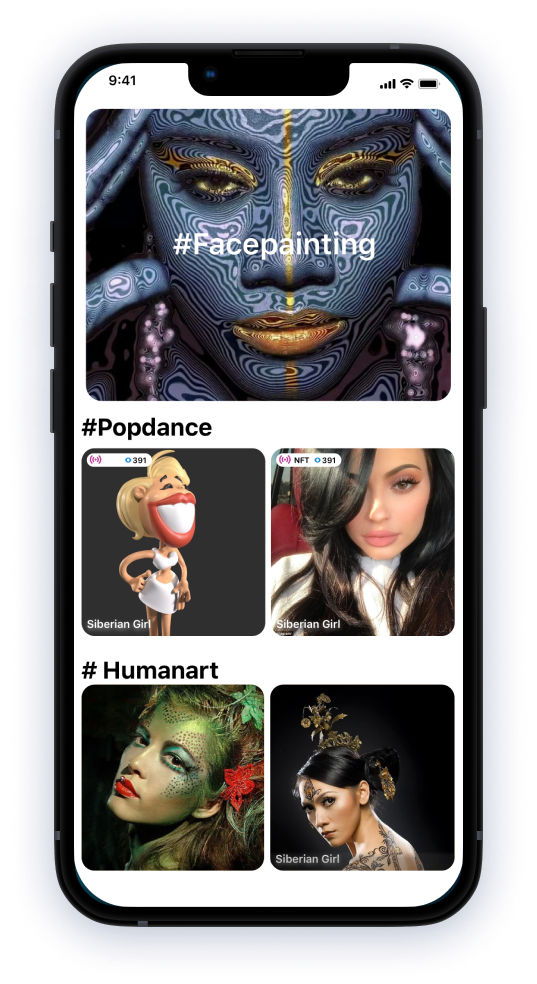 9:41
#Facepainting
#Popdance
391
NFT 391
Siberian Girl
Siberian Girl
# Humanart
Siberian Girl